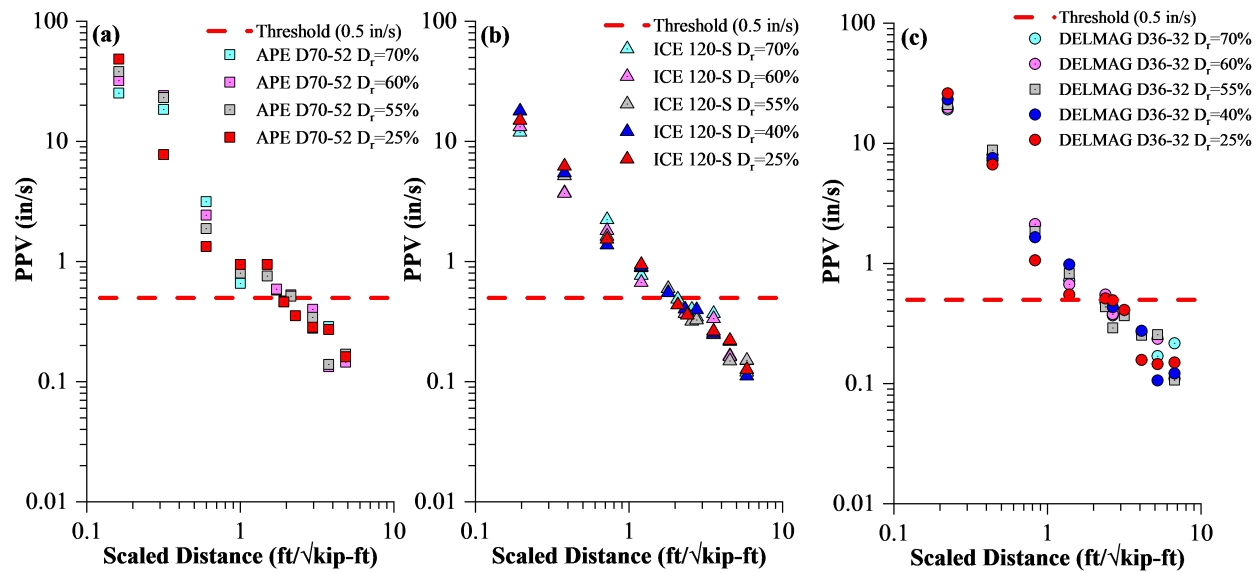 (a)
Threshold (0.5 in/s)
APE D70-52 Dr=70%
APE D70-52 Dr=60%
APE D70-52 Dr=55%
APE D70-52 Dr=25%
100
10
1
0.1
0.01
PPV (in/s)
0.1
1
10
Scaled Distance (ft/√kip-ft)
(b)
Threshold (0.5 in/s)
ICE 120-S Dr=70%
ICE 120-S Dr=60%
ICE 120-S Dr=55%
ICE 120-S Dr=40%
ICE 120-S Dr=25%
100
10
1
0.1
0.01
PPV (in/s)
0.1
1
10
Scaled Distance (ft/√kip-ft)
(c)
Threshold (0.5 in/s)
DELMAG D36-32 Dr=70%
DELMAG D36-32 Dr=60%
DELMAG D36-32 Dr=55%
DELMAG D36-32 Dr=40%
DELMAG D36-32 Dr=25%
100
10
1
0.1
0.01
PPV (in/s)
0.1
1
10
Scaled Distance (ft/√kip-ft)